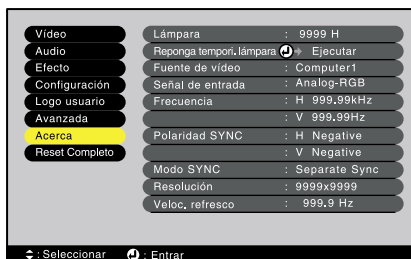 Vídeo
Audio
Efecto
Configuración
Logo usuario
Avanzada
Acerca
Reset Completo
Lámpara : 9999 H
Reponga tempori. lámpara Ejecutar
Fuente de vídeo : Computer1
Señal de entrada : Analog-RGB
Frecuencia : H 999.99kHz
: V 999.99Hz
Polaridad SYNC : H Negative
: V Negative
Modo SYNC : Separate Sync
Resolución : 9999x9999
Veloc. refresco : 999.9 Hz
: Seleccionar : Entrar